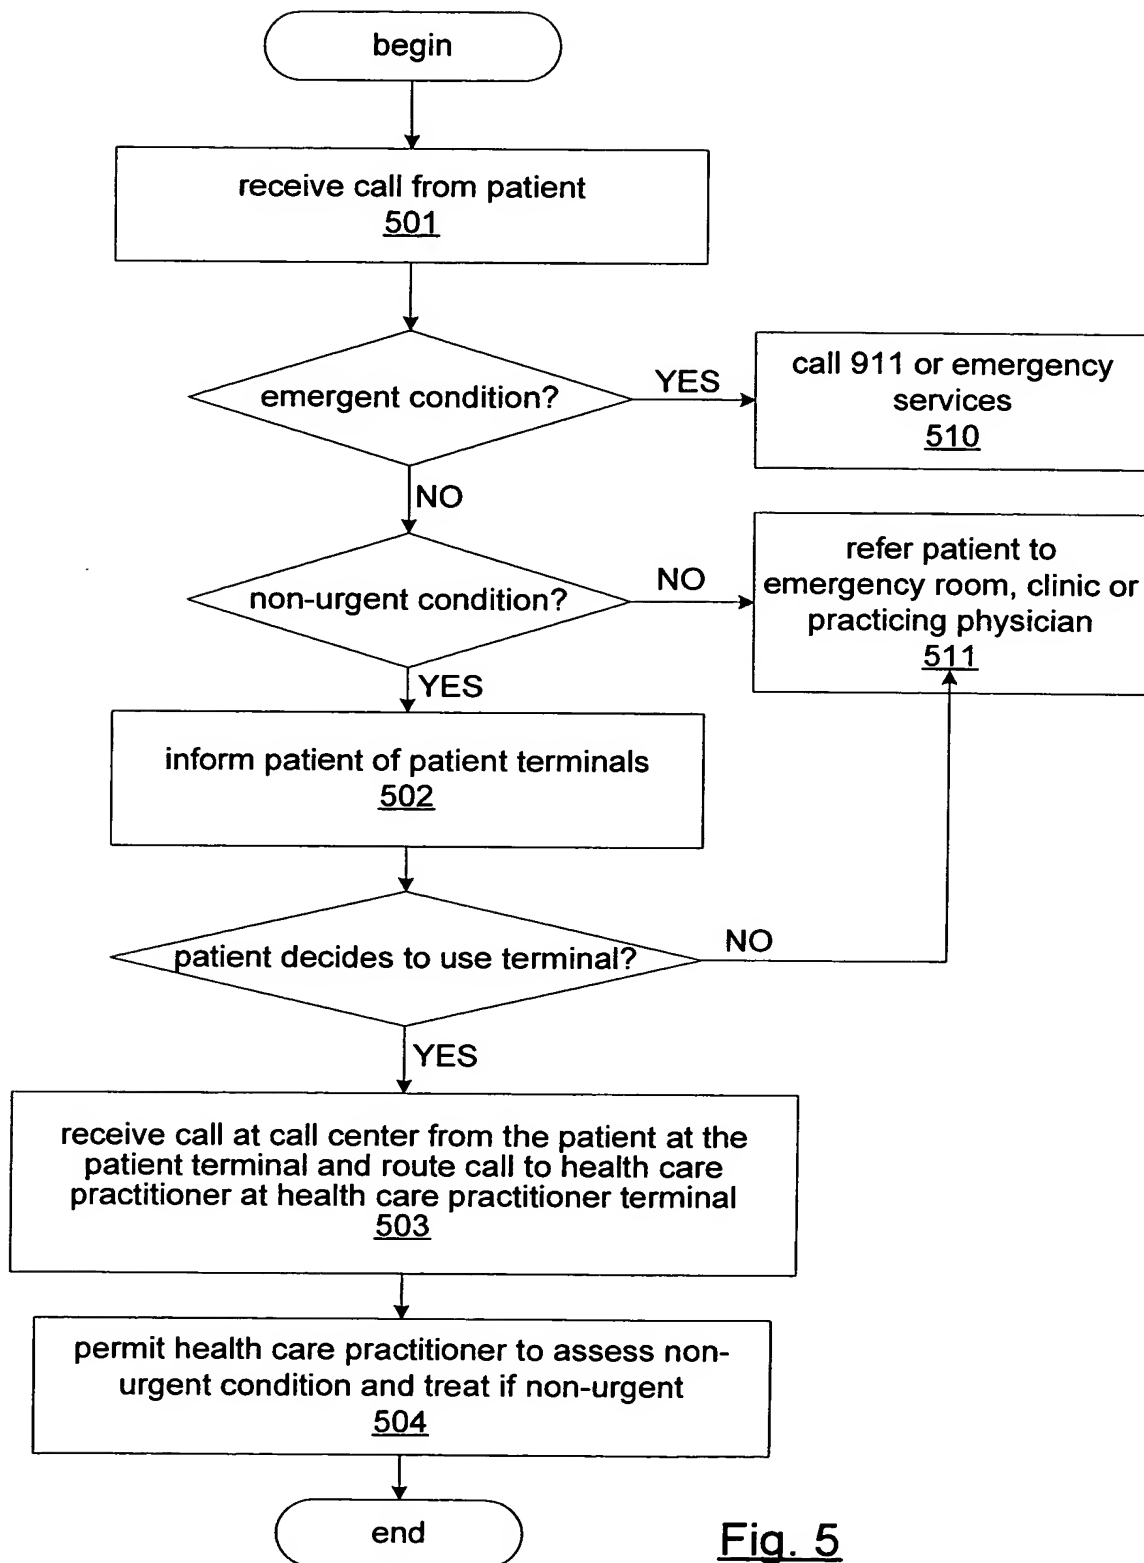 begin
receive call from patient
501
emergent condition?
YES
call 911 or emergency
services
510
NO
non-urgent condition?
NO
refer patient to
emergency room, clinic or
practicing physician
511
YES
inform patient of patient terminals
502
patient decides to use terminal?
NO
YES
receive call at call center from the patient at the
patient terminal and route call to health care
practitioner at health care practitioner terminal
503
permit health care practitioner to assess non-
urgent condition and treat if non-urgent
504
end
Fig. 5